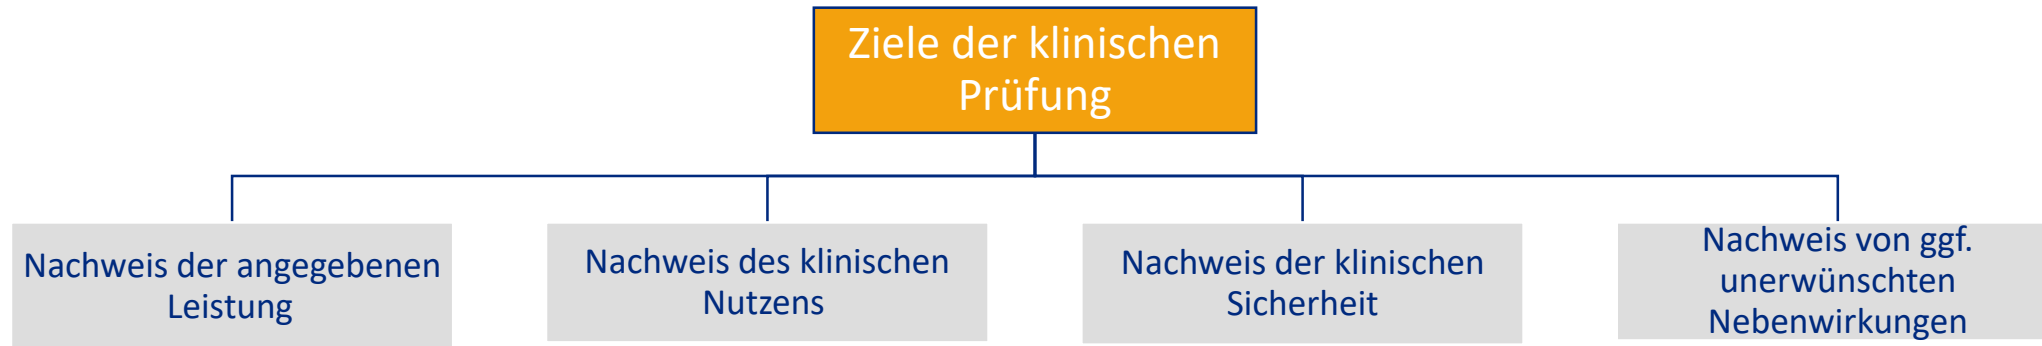 Ziele der klinischen
Prüfung
Nachweis der angegebenen
Leistung
Nachweis des klinischen
Nutzens
Nachweis der klinischen
Sicherheit
Nachweis von ggf.
unerwünschten
Nebenwirkungen